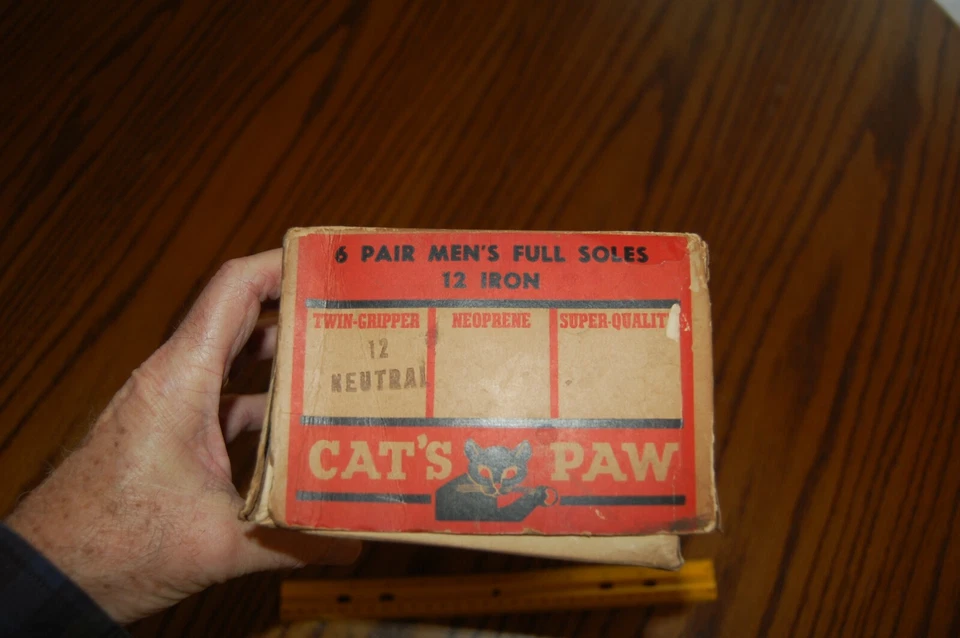 6 PAIR MEN'S FULL SOLES
12 IRON
TWIN-GRIPPER NEOPRENE SUPER-QUALIT
12
NEUTRAL
CAT'S PAW